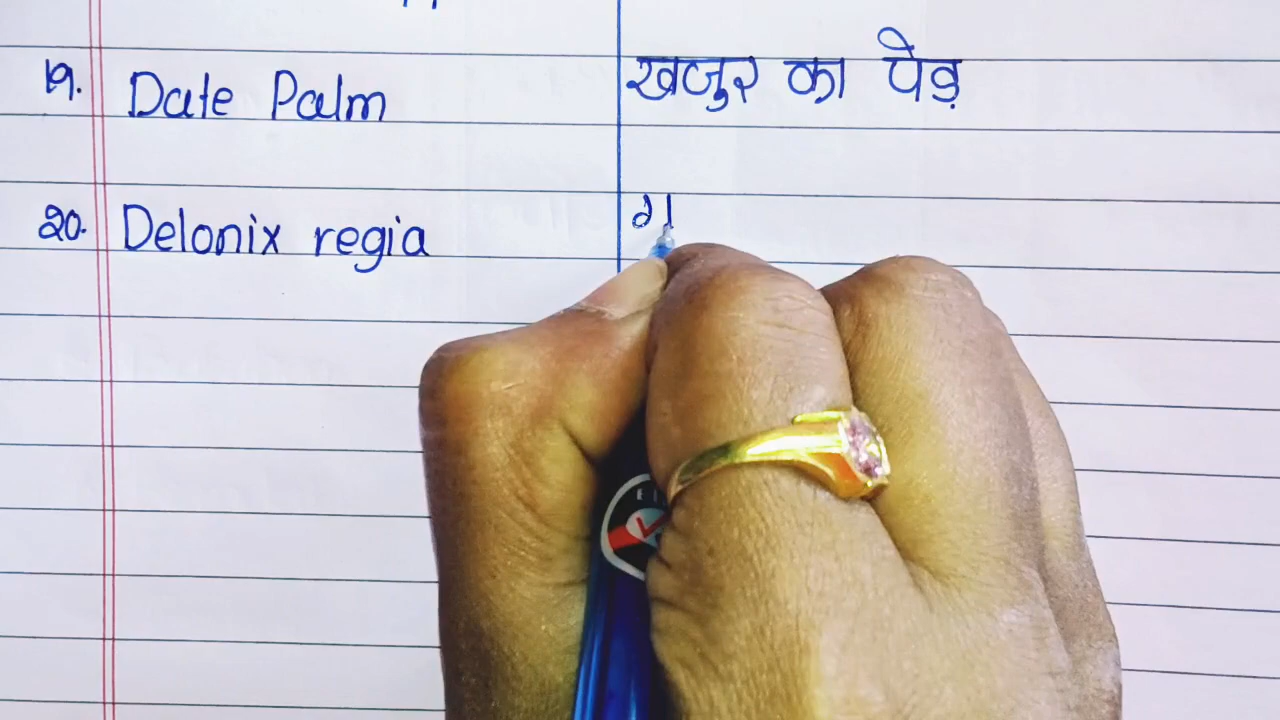 19. Date Palm खजुर का पेड़
20. Delonix regia ग